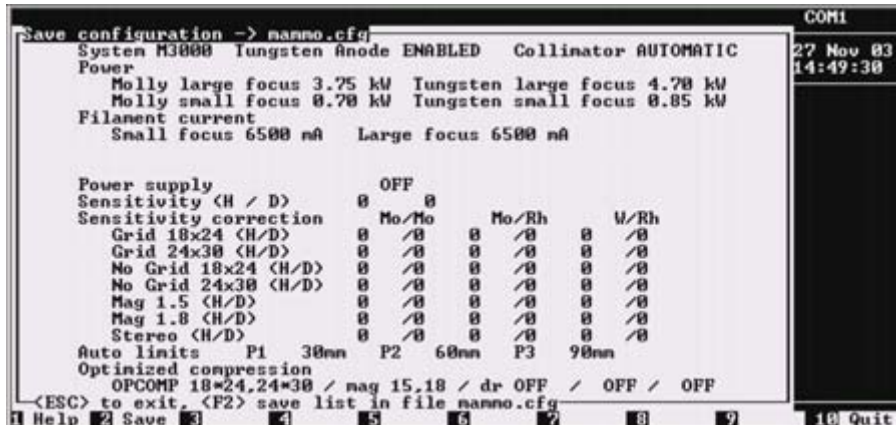 COM1
Save configuration -> mammo.cfg
System M3000 Tungsten Anode ENABLED Collimator AUTOMATIC
27 Nov 03
Power
14:49:30
Molly large focus 3.75 kW Tungsten large focus 4.70 kW
Molly small focus 0.70 kW Tungsten small focus 0.85 kW
Filament current
Small focus 6500 mA Large focus 6500 mA
Power supply OFF
Sensitivity (H / D) 0 0
Sensitivity correction Mo/Mo Mo/Rh W/Rh
Grid 18x24 (H/D) 0 /0 0 /0 0 /0
Grid 24x30 (H/D) 0 /0 0 /0 0 /0
No Grid 18x24 (H/D) 0 /0 0 /0 0 /0
No Grid 24x30 (H/D) 0 /0 0 /0 0 /0
Mag 1.5 (H/D) 0 /0 0 /0 0 /0
Mag 1.8 (H/D) 0 /0 0 /0 0 /0
Stereo (H/D) 0 /0 0 /0 0 /0
Auto limits P1 30mm P2 60mm P3 90mm
Optimized compression
OPCOMP 18*24,24*30 / mag 15,18 / dr OFF / OFF / OFF
<ESC> to exit, <F2> save list in file mammo.cfg
1 Help 2 Save 3 4 5 6 7 8 9 10 Quit